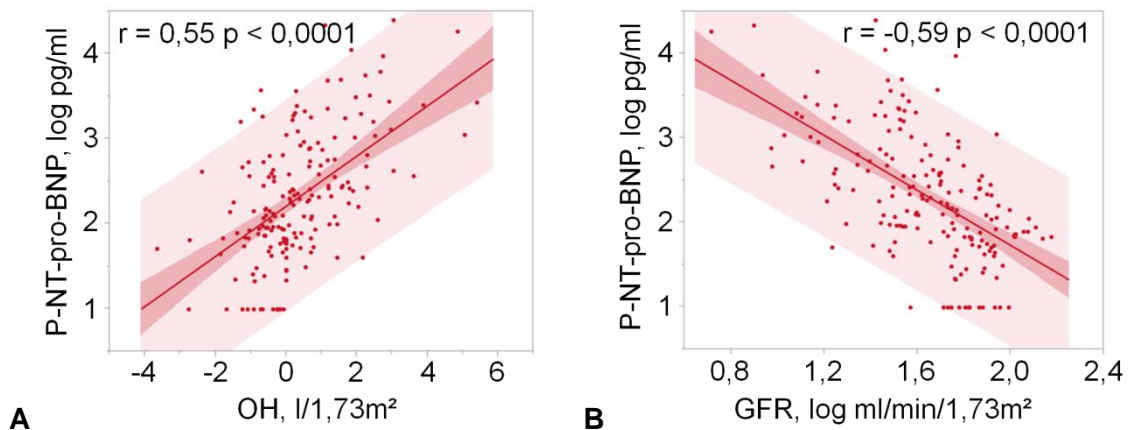 r = 0,55 p < 0,0001
P-NT-pro-BNP, log pg/ml
4
3
2
1
-4 -2 0 2 4 6
OH, l/1,73m²
A
r = -0,59 p < 0,0001
P-NT-pro-BNP, log pg/ml
4
3
2
1
0,8 1,2 1,6 2,0 2,4
GFR, log ml/min/1,73m²
B